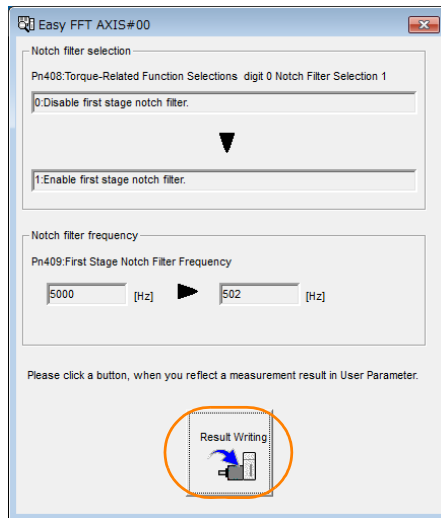 Easy FFT AXIS#00
Notch filter selection
Pn408:Torque-Related Function Selections  digit 0 Notch Filter Selection 1
0:Disable first stage notch filter.
1:Enable first stage notch filter.
Notch filter frequency
Pn409:First Stage Notch Filter Frequency
5000 [Hz] 502 [Hz]
Please click a button, when you reflect a measurement result in User Parameter.
Result Writing